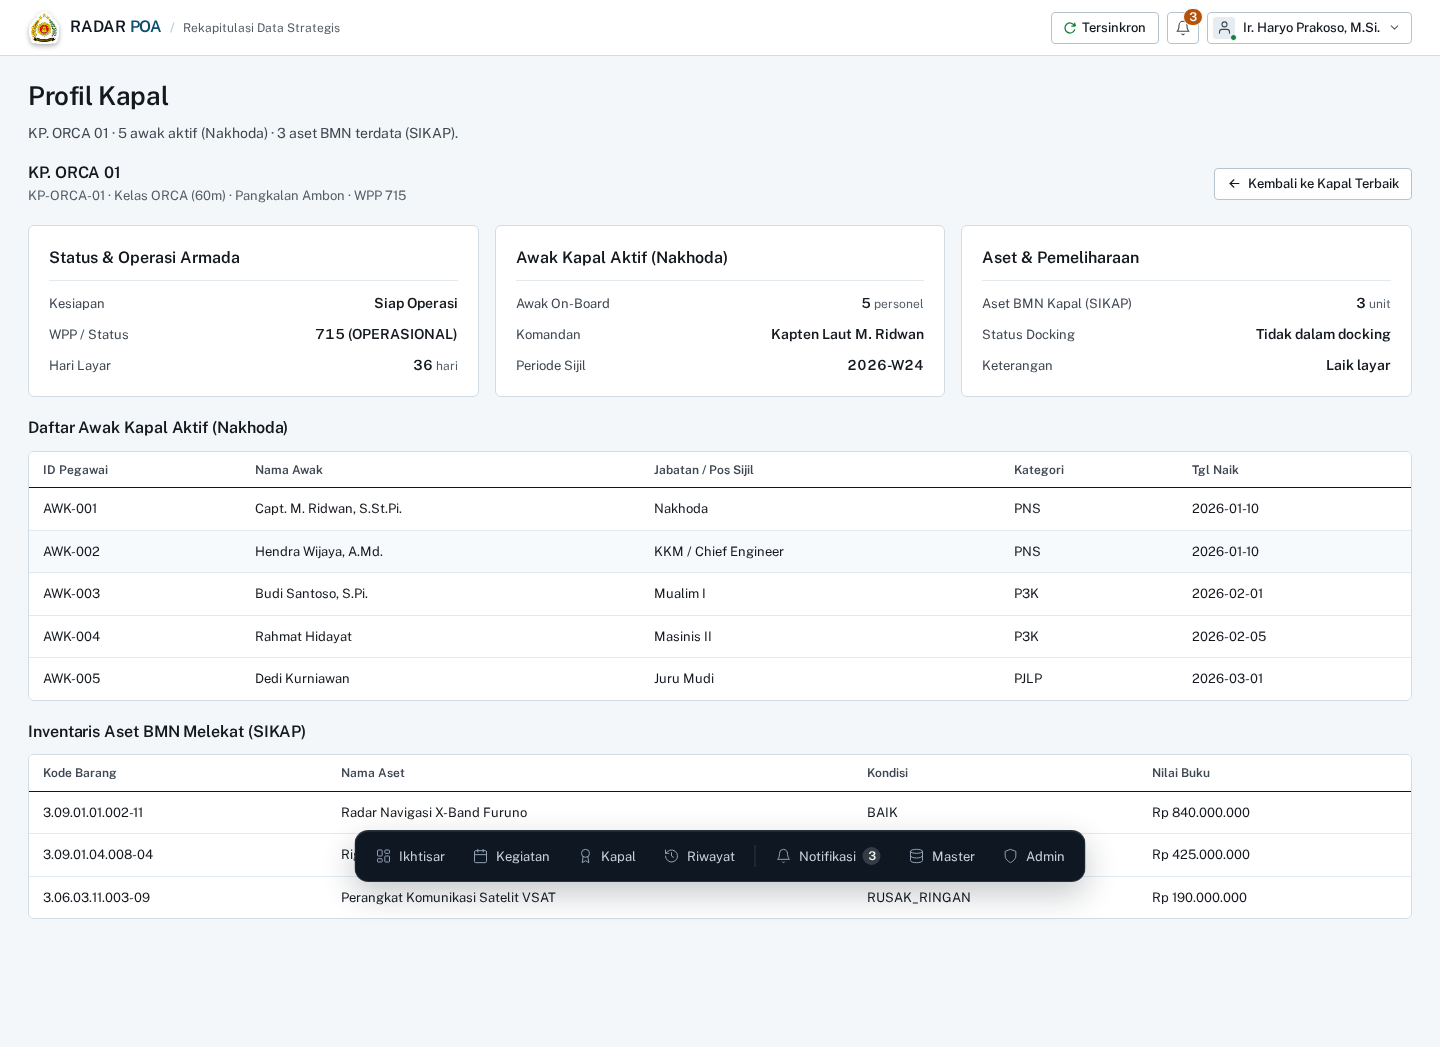 RADAR POA / Rekapitulasi Data Strategis
Tersinkron
3
Ir. Haryo Prakoso, M.Si.
Profil Kapal
KP. ORCA 01 · 5 awak aktif (Nakhoda) · 3 aset BMN terdata (SIKAP).
KP. ORCA 01
KP-ORCA-01 · Kelas ORCA (60m) · Pangkalan Ambon · WPP 715
← Kembali ke Kapal Terbaik
Status & Operasi Armada
Kesiapan Siap Operasi
WPP / Status 715 (OPERASIONAL)
Hari Layar 36 hari
Awak Kapal Aktif (Nakhoda)
Awak On-Board 5 personel
Komandan Kapten Laut M. Ridwan
Periode Sijil 2026-W24
Aset & Pemeliharaan
Aset BMN Kapal (SIKAP) 3 unit
Status Docking Tidak dalam docking
Keterangan Laik layar
Daftar Awak Kapal Aktif (Nakhoda)
ID Pegawai Nama Awak Jabatan / Pos Sijil Kategori Tgl Naik
AWK-001 Capt. M. Ridwan, S.St.Pi. Nakhoda PNS 2026-01-10
AWK-002 Hendra Wijaya, A.Md. KKM / Chief Engineer PNS 2026-01-10
AWK-003 Budi Santoso, S.Pi. Mualim I P3K 2026-02-01
AWK-004 Rahmat Hidayat Masinis II P3K 2026-02-05
AWK-005 Dedi Kurniawan Juru Mudi PJLP 2026-03-01
Inventaris Aset BMN Melekat (SIKAP)
Kode Barang Nama Aset Kondisi Nilai Buku
3.09.01.01.002-11 Radar Navigasi X-Band Furuno BAIK Rp 840.000.000
3.09.01.04.008-04 Rp 425.000.000
Ikhtisar Kegiatan Kapal Riwayat Notifikasi 3 Master Admin
3.06.03.11.003-09 Perangkat Komunikasi Satelit VSAT RUSAK_RINGAN Rp 190.000.000